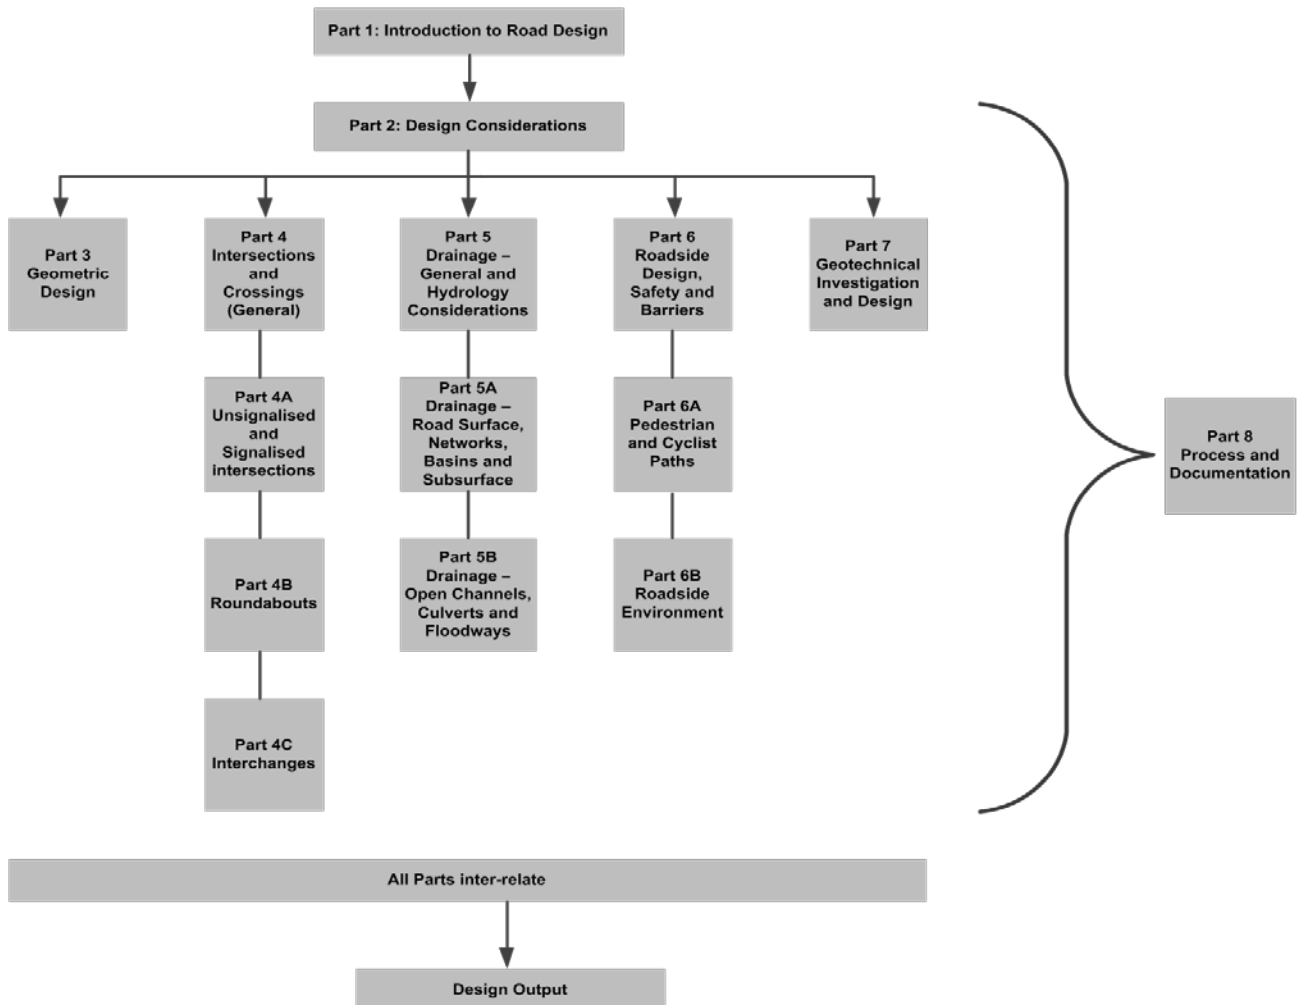 Part 1: Introduction to Road Design
Part 2: Design Considerations
Part 3
Geometric
Design
Part 4
Intersections
and
Crossings
(General)
Part 5
Drainage –
General and
Hydrology
Considerations
Part 6
Roadside
Design,
Safety and
Barriers
Part 7
Geotechnical
Investigation
and Design
Part 4A
Unsignalised
and
Signalised
intersections
Part 5A
Drainage –
Road Surface,
Networks,
Basins and
Subsurface
Part 6A
Pedestrian
and Cyclist
Paths
Part 8
Process and
Documentation
Part 4B
Roundabouts
Part 5B
Drainage –
Open Channels,
Culverts and
Floodways
Part 6B
Roadside
Environment
Part 4C
Interchanges
All Parts inter-relate
Design Output